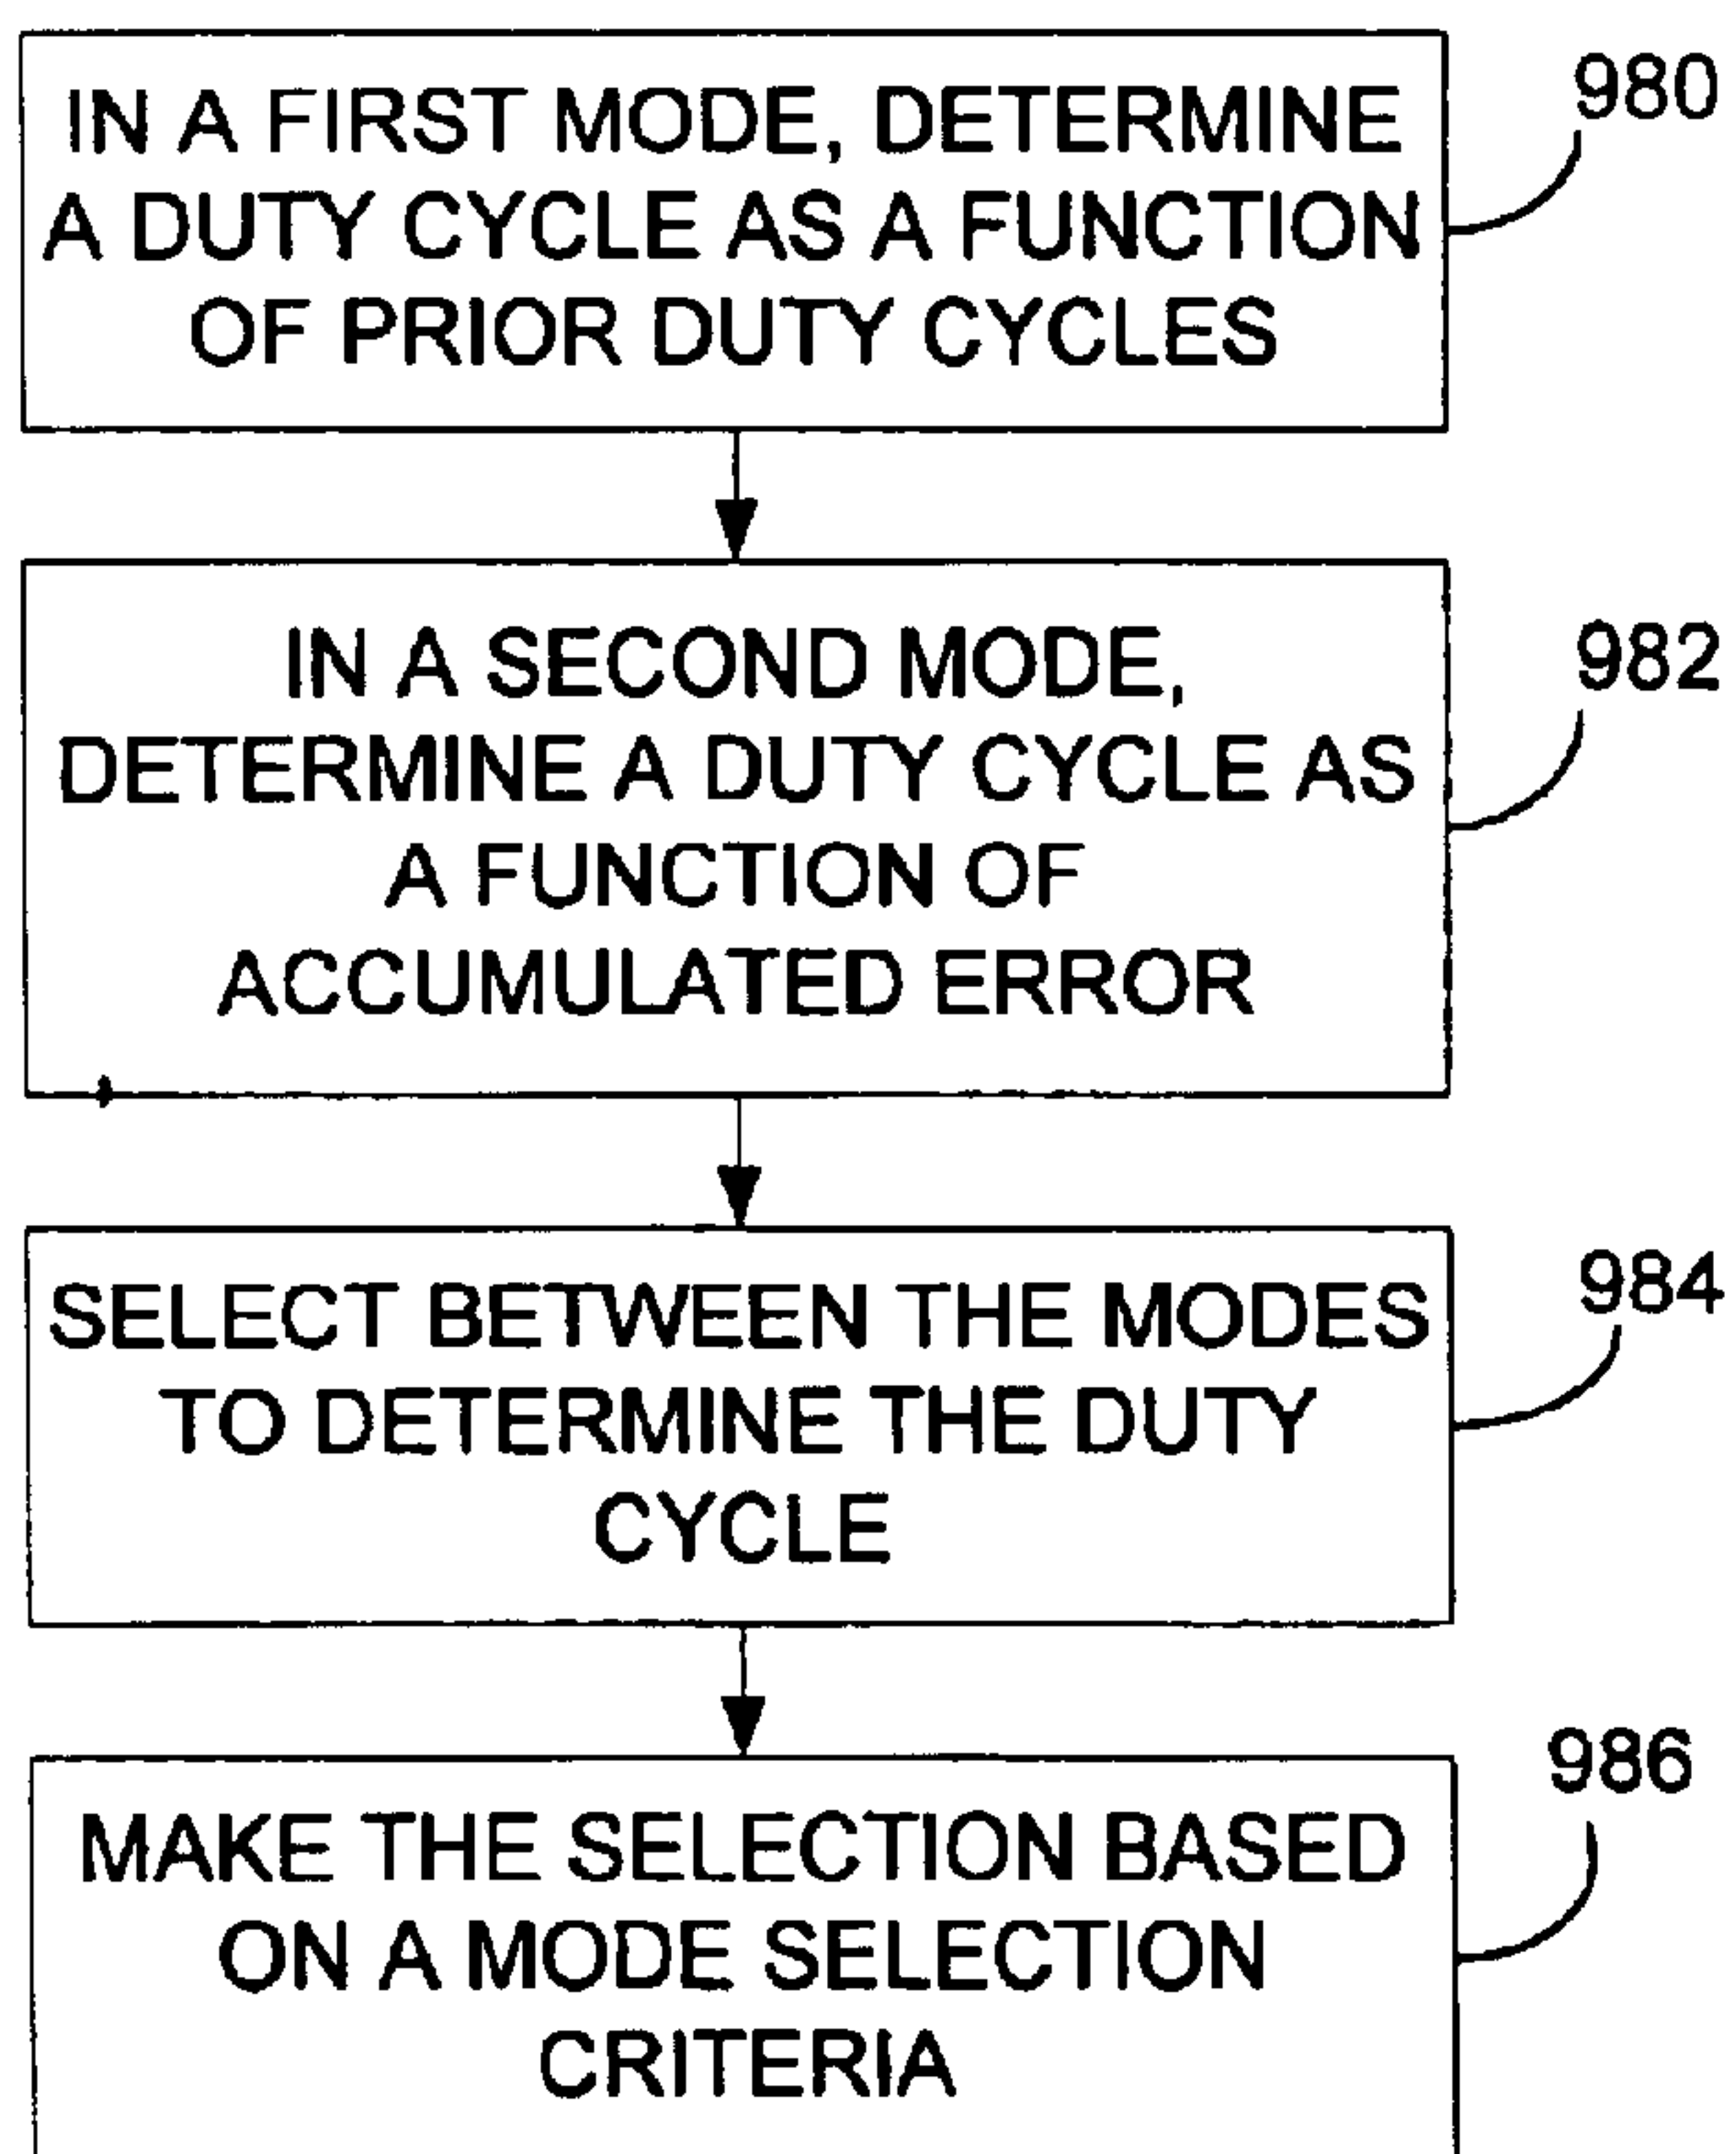 IN A FIRST MODE, DETERMINE
A DUTY CYCLE AS A FUNCTION
OF PRIOR DUTY CYCLES
980
IN A SECOND MODE,
DETERMINE A DUTY CYCLE AS
A FUNCTION OF
ACCUMULATED ERROR
982
SELECT BETWEEN THE MODES
TO DETERMINE THE DUTY
CYCLE
984
MAKE THE SELECTION BASED
ON A MODE SELECTION
CRITERIA
986